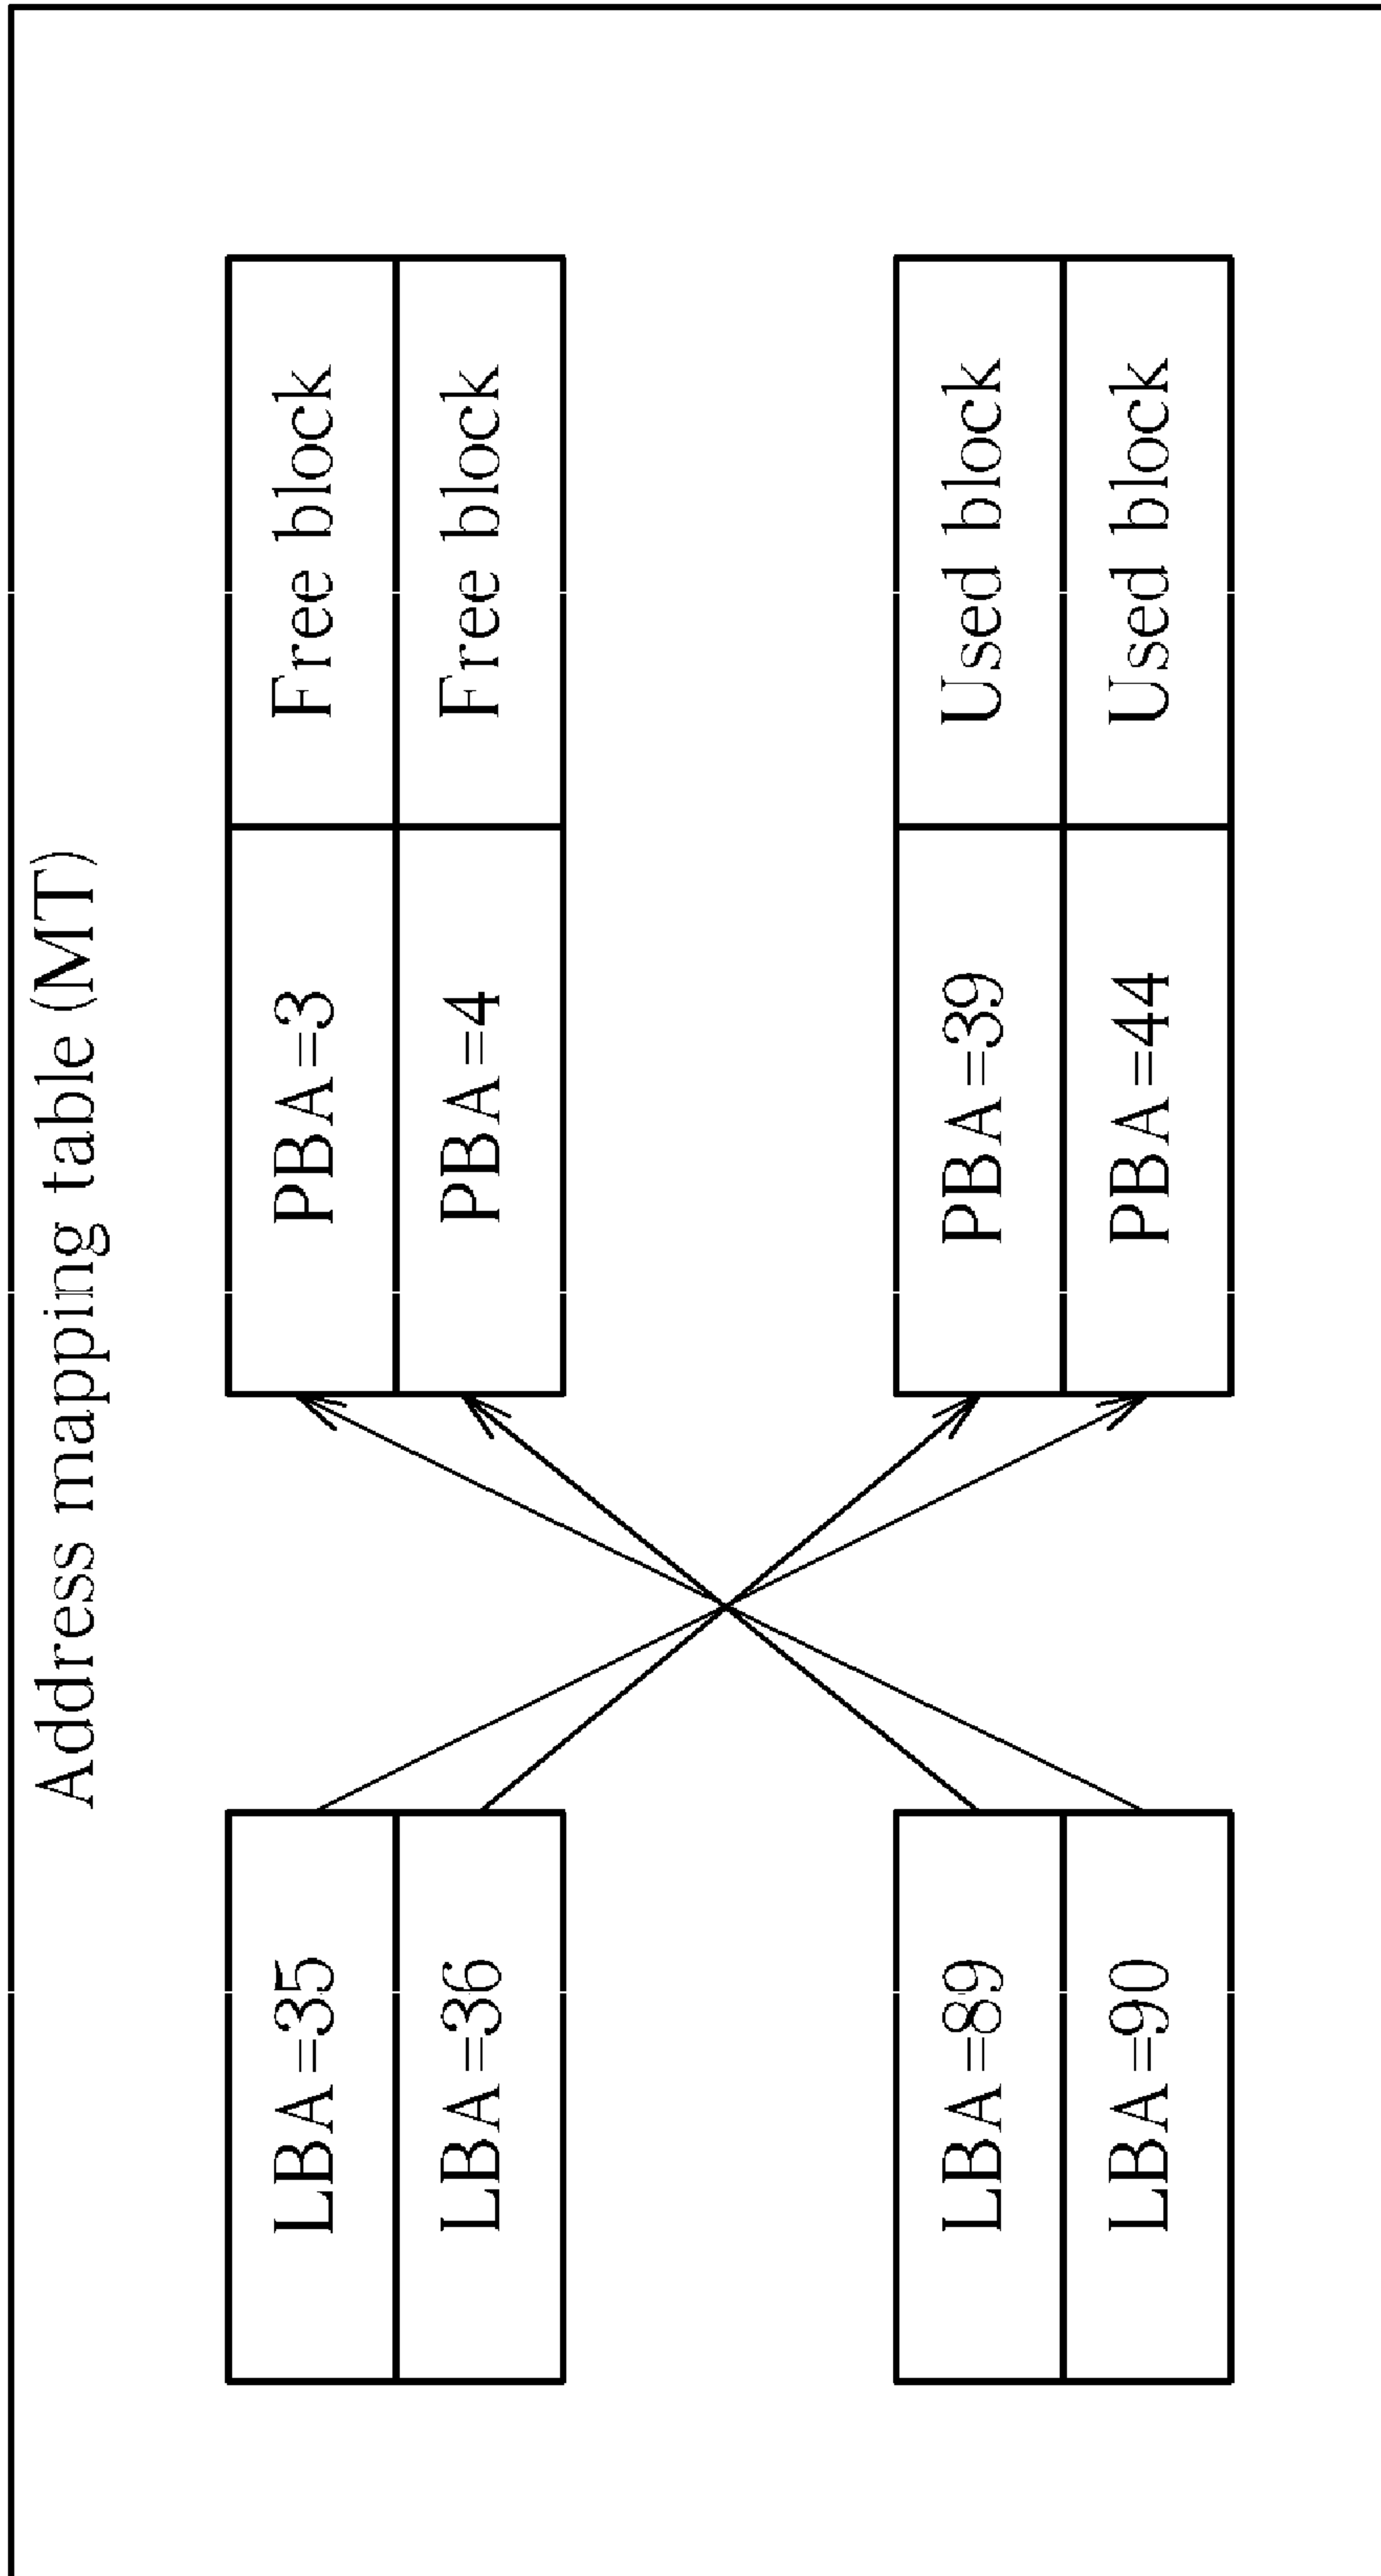 Address mapping table (MT)
LBA=35
PBA=3
Free block
LBA=36
PBA=4
Free block
LBA=89
PBA=39
Used block
LBA=90
PBA=44
Used block